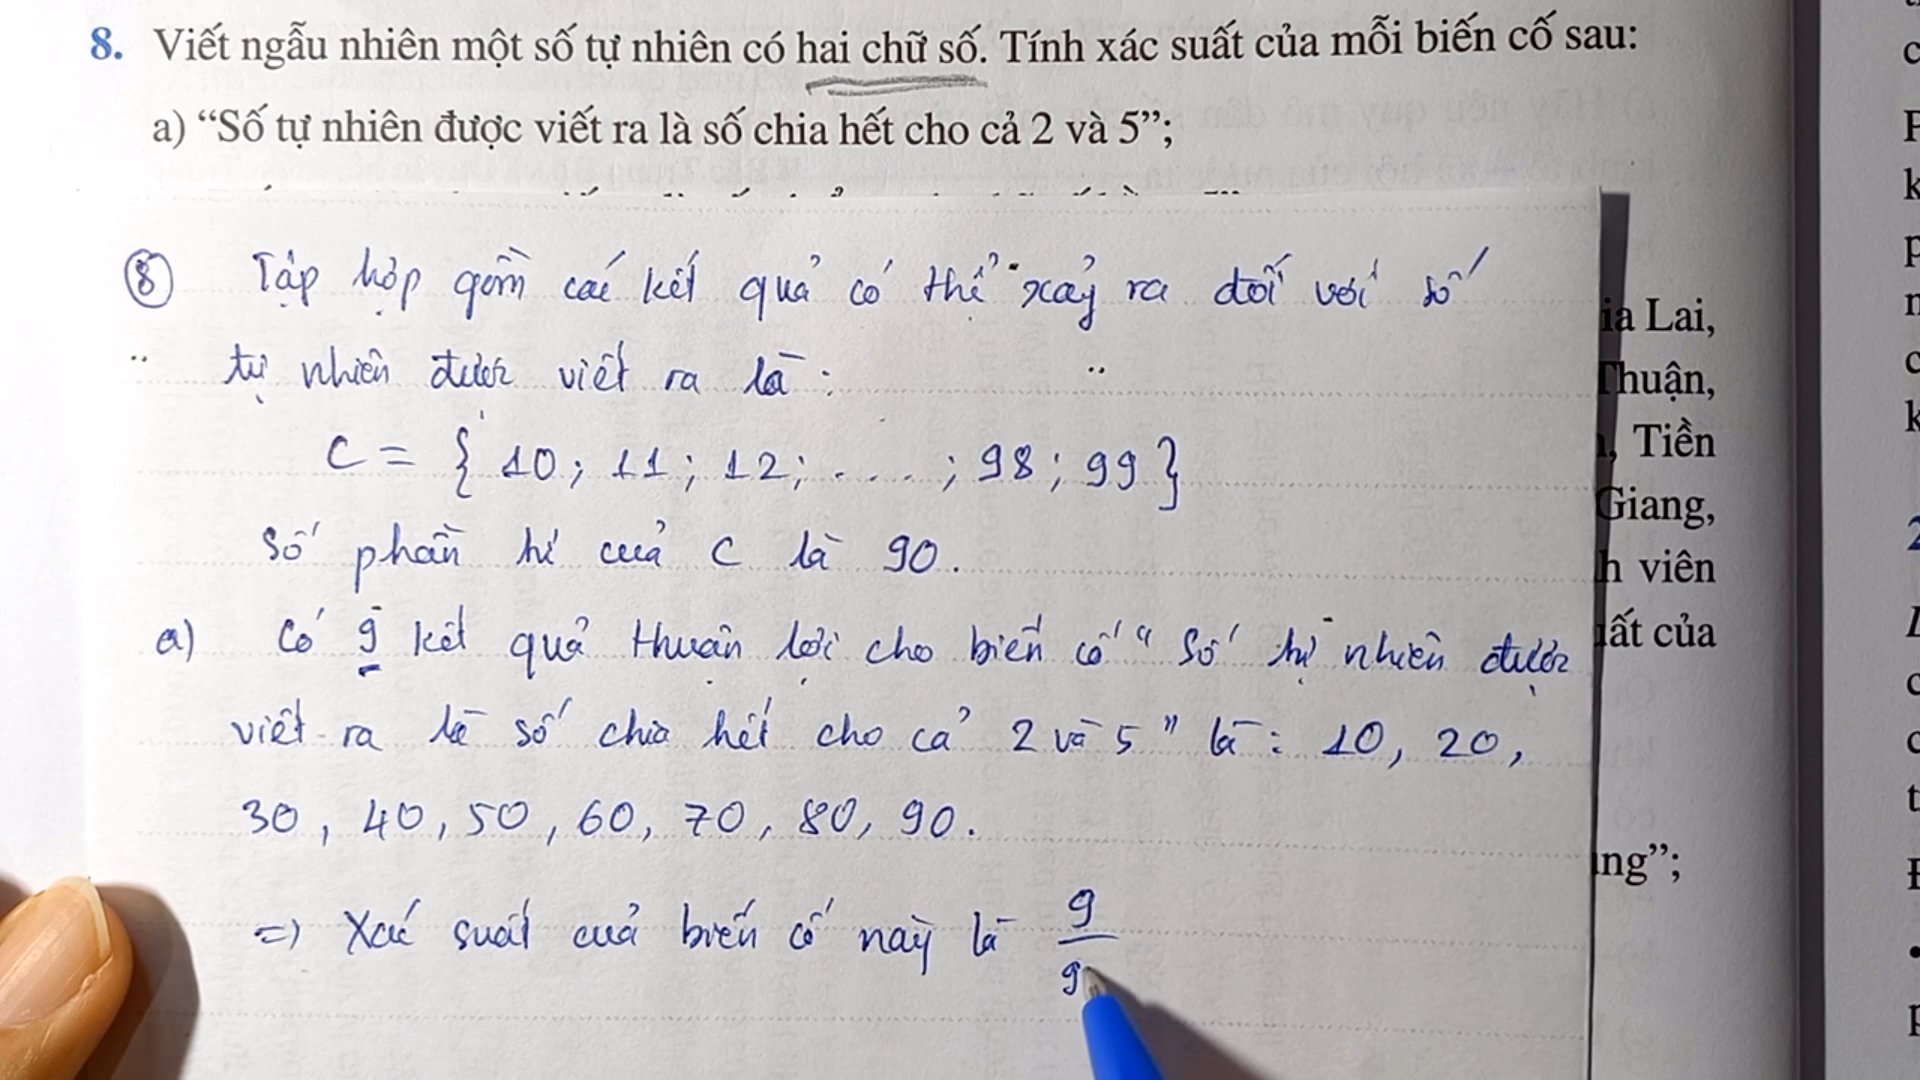 8. Viết ngẫu nhiên một số tự nhiên có hai chữ số. Tính xác suất của mỗi biến cố sau:
a) “Số tự nhiên được viết ra là số chia hết cho cả 2 và 5”;
⑧ Tập hợp gồm các kết quả có thể xảy ra đối với số
tự nhiên được viết ra là:
C = { 10; 11; 12; ....; 98; 99 }
Số phần tử của C là 90.
a) Có 9 kết quả thuận lợi cho biến cố “Số tự nhiên được
viết ra là số chia hết cho cả 2 và 5” là: 10, 20,
30, 40, 50, 60, 70, 80, 90.
=> Xác suất của biến cố này là 9/9
ia Lai,
Thuận,
, Tiền
Giang,
h viên
uất của
ng”;